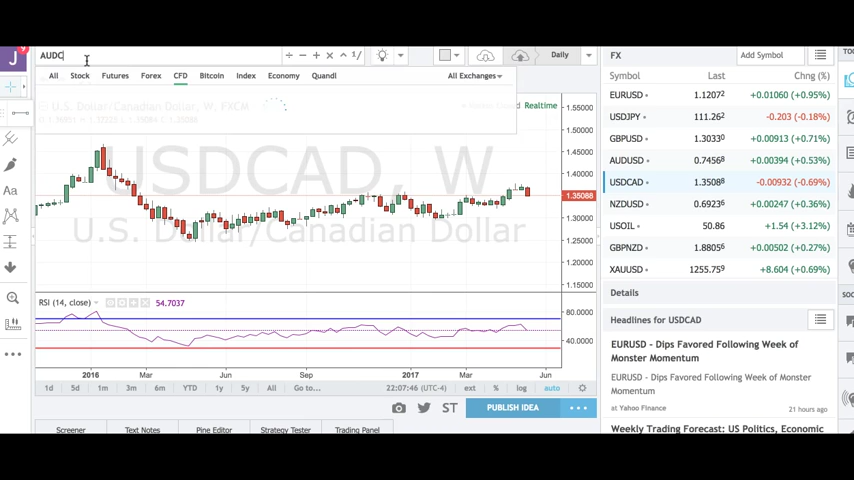 J
9
AUDC
1/
Daily
FX
Add Symbol
All Stock Futures Forex CFD Bitcoin Index Economy Quandl All Exchanges
U.S. Dollar/Canadian Dollar, W, FXCM
Realtime
USDCAD, W
U.S. Dollar/Canadian Dollar
1.55000
1.50000
1.45000
1.40000
1.35088
1.30000
1.25000
1.20000
1.15000
Symbol Last Chng (%)
EURUSD 1.12072 +0.01060 (+0.95%)
USDJPY 111.262 -0.203 (-0.18%)
GBPUSD 1.30330 +0.00913 (+0.71%)
AUDUSD 0.74568 +0.00394 (+0.53%)
USDCAD 1.35088 -0.00932 (-0.69%)
NZDUSD 0.69236 +0.00247 (+0.36%)
USOIL 50.86 +1.54 (+3.12%)
GBPNZD 1.88056 +0.00502 (+0.27%)
XAUUSD 1255.759 +8.604 (+0.69%)
Details
Headlines for USDCAD
EURUSD - Dips Favored Following Week of
Monster Momentum
EURUSD - Dips Favored Following Week of Monster
Momentum
at Yahoo Finance 21 hours ago
Weekly Trading Forecast: US Politics, Economic
Aa
RSI (14, close) 54.7037
80.0000
40.0000
2016 Mar Jun Sep 2017 Mar Jun
1d 5d 1m 3m 6m YTD 1y 5y All Go to... 22:07:46 (UTC-4) ext % log auto
ST
PUBLISH IDEA
Screener Text Notes Pine Editor Strategy Tester Trading Panel